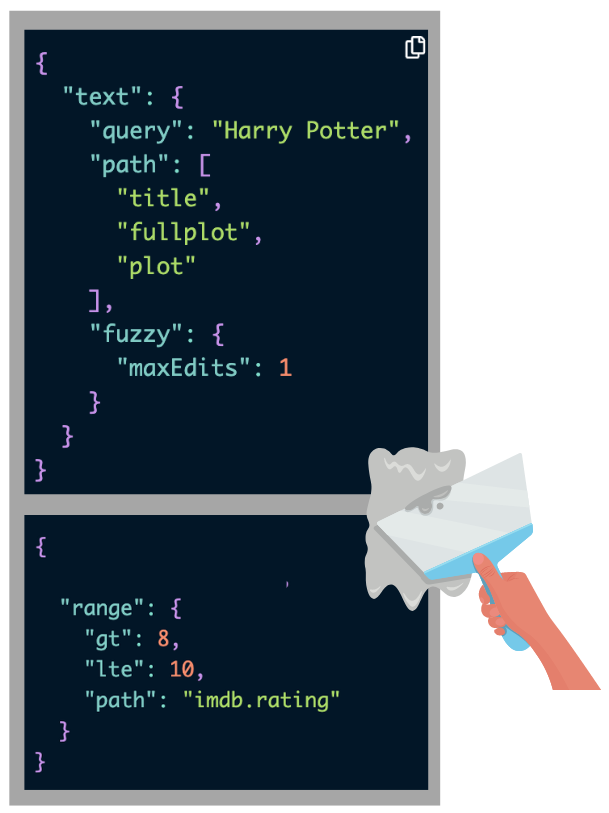 {
"text": {
"query": "Harry Potter",
"path": [
"title",
"fullplot",
"plot"
],
"fuzzy": {
"maxEdits": 1
}
}
}
{
"range": {
"gt": 8,
"lte": 10,
"path": "imdb.rating"
}
}